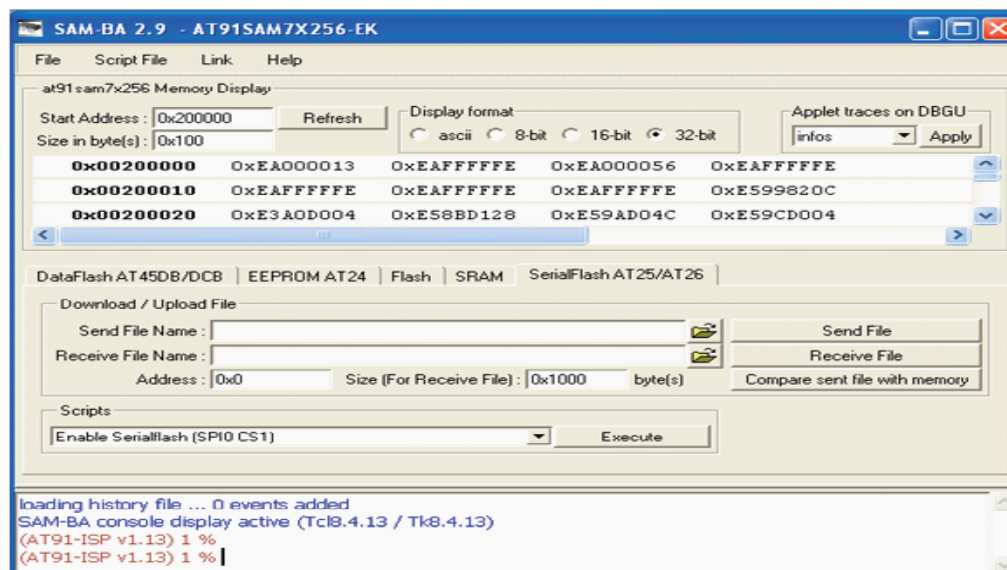 SAM-BA 2.9 - AT91SAM7X256-EK
File Script File Link Help
at91sam7x256 Memory Display
Start Address : 0x200000 Refresh
Size in byte(s) : 0x100
Display format
ascii 8-bit 16-bit 32-bit
Applet traces on DBGU
infos Apply
0x00200000 0xEA000013 0xEAFFFFFE 0xEA000056 0xEAFFFFFE
0x00200010 0xEAFFFFFE 0xEAFFFFFE 0xEAFFFFFE 0xE599820C
0x00200020 0xE3A0D004 0xE58BD128 0xE59AD04C 0xE59CD004
DataFlash AT45DB/DCB EEPROM AT24 Flash SRAM SerialFlash AT25/AT26
Download / Upload File
Send File Name : Send File
Receive File Name : Receive File
Address : 0x0 Size (For Receive File) : 0x1000 byte(s) Compare sent file with memory
Scripts
Enable Serialflash (SPI0 CS1) Execute
loading history file ... 0 events added
SAM-BA console display active (Tcl8.4.13 / Tk8.4.13)
(AT91-ISP v1.13) 1 %
(AT91-ISP v1.13) 1 %